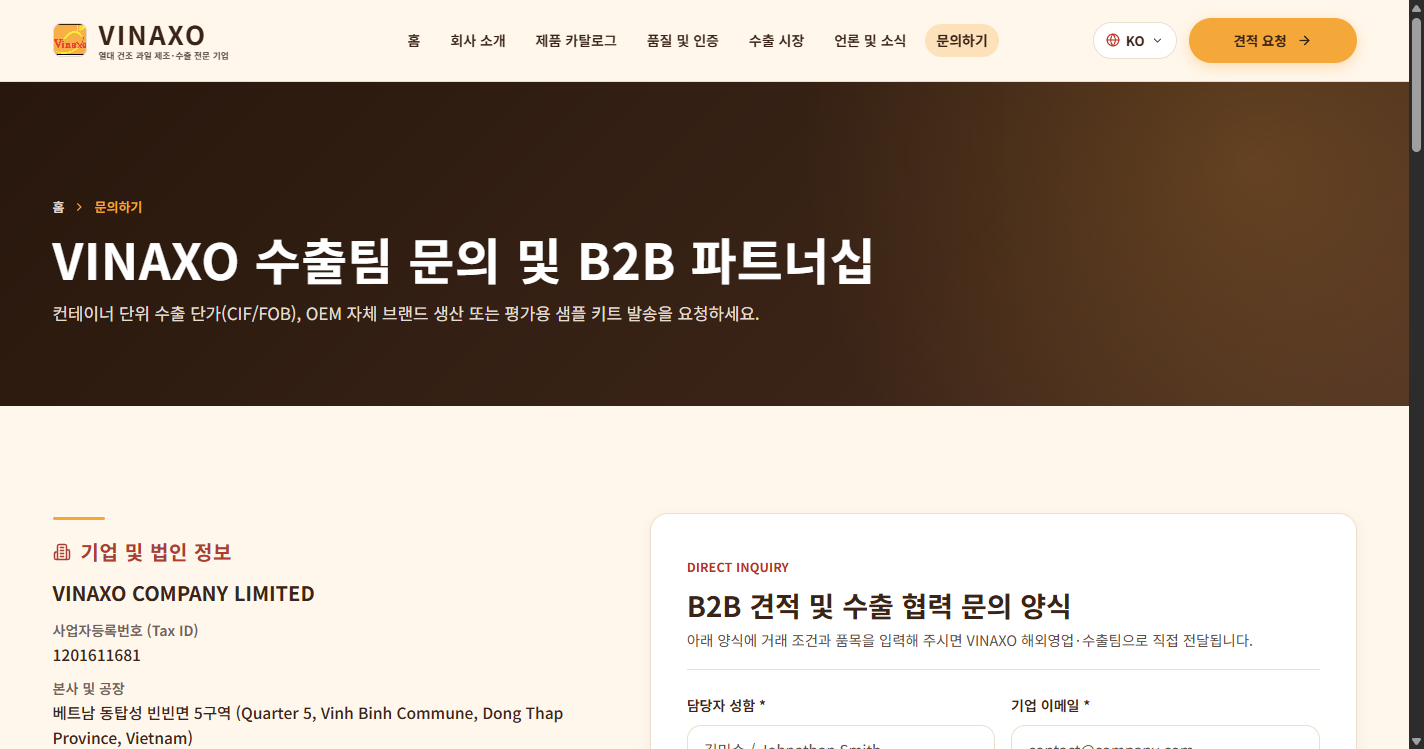 Vinaxo
VINAXO
열대 건조 과일 제조·수출 전문 기업
홈
회사 소개
제품 카탈로그
품질 및 인증
수출 시장
언론 및 소식
문의하기
KO
견적 요청
홈 > 문의하기
VINAXO 수출팀 문의 및 B2B 파트너십
컨테이너 단위 수출 단가(CIF/FOB), OEM 자체 브랜드 생산 또는 평가용 샘플 키트 발송을 요청하세요.
기업 및 법인 정보
VINAXO COMPANY LIMITED
사업자등록번호 (Tax ID)
1201611681
본사 및 공장
베트남 동탑성 빈빈면 5구역 (Quarter 5, Vinh Binh Commune, Dong Thap
Province, Vietnam)
DIRECT INQUIRY
B2B 견적 및 수출 협력 문의 양식
아래 양식에 거래 조건과 품목을 입력해 주시면 VINAXO 해외영업·수출팀으로 직접 전달됩니다.
담당자 성함 *
기업 이메일 *
김민수 / Johnathan Smith
contact@company.com